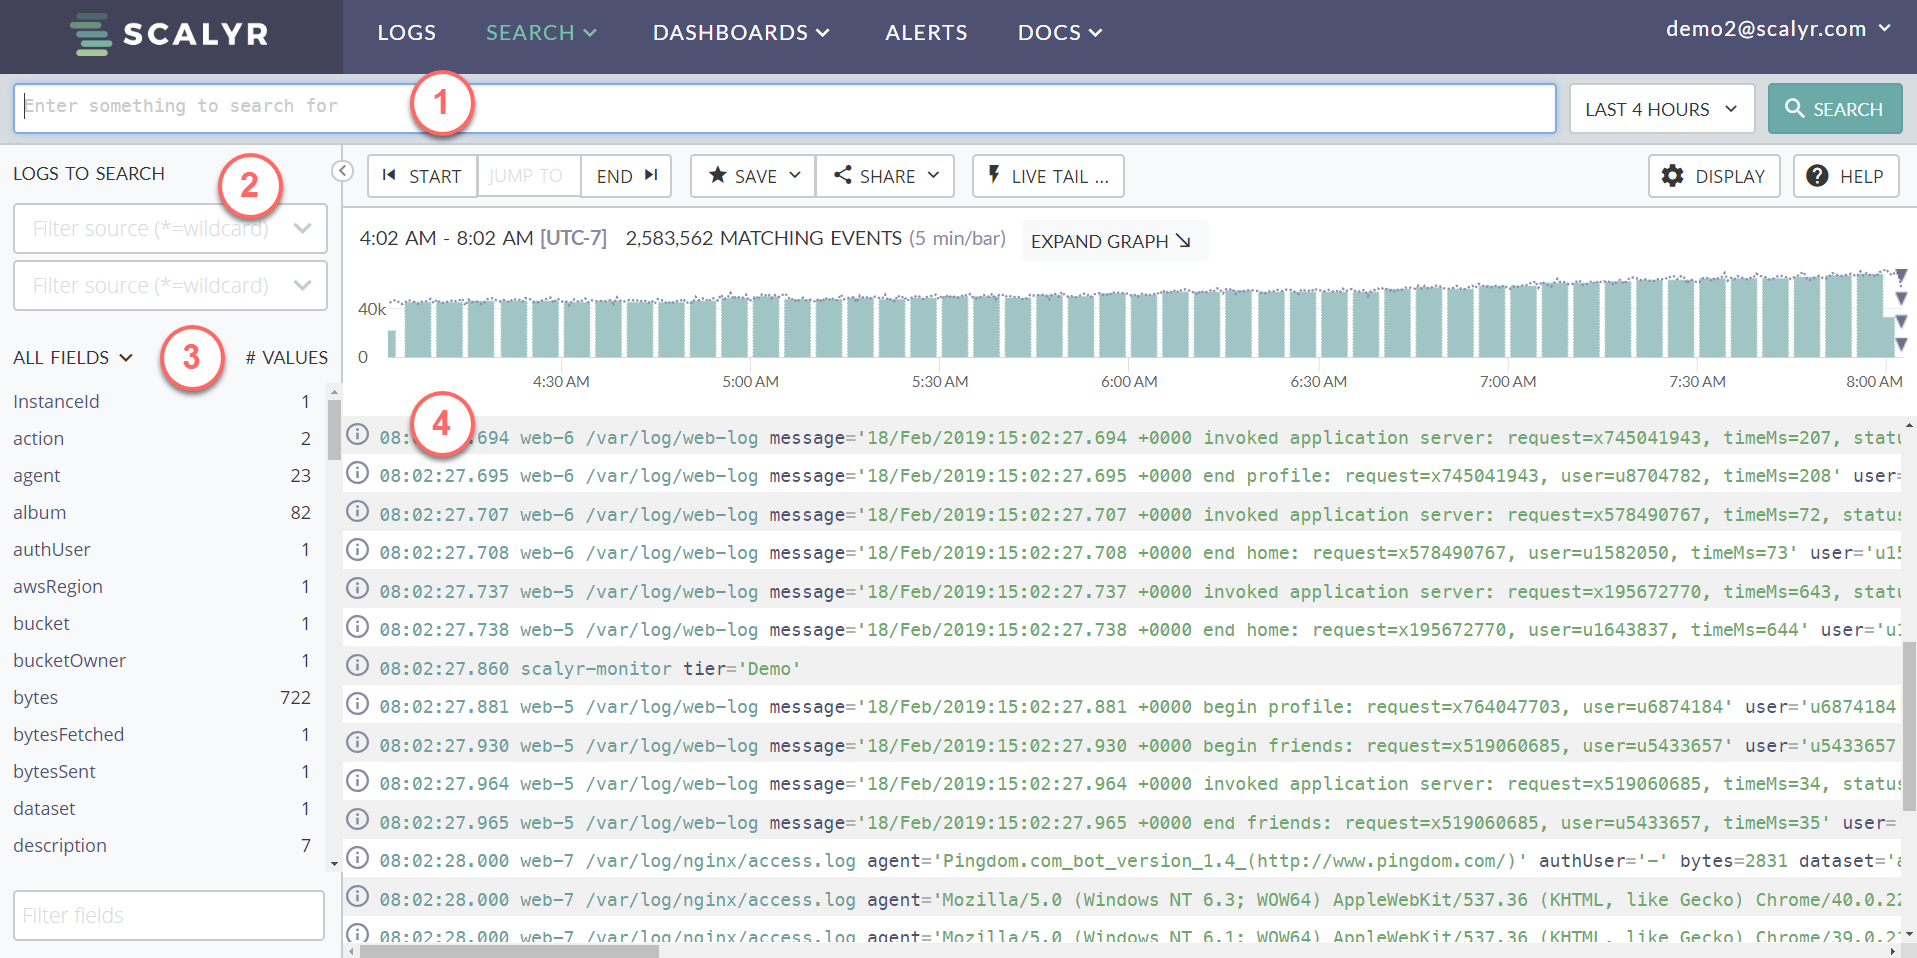 SCALYR
LOGS SEARCH DASHBOARDS ALERTS DOCS demo2@scalyr.com
Enter something to search for 1 LAST 4 HOURS SEARCH
LOGS TO SEARCH 2
Filter source (*=wildcard)
Filter source (*=wildcard)
ALL FIELDS 3 # VALUES
InstanceId 1
action 2
agent 23
album 82
authUser 1
awsRegion 1
bucket 1
bucketOwner 1
bytes 722
bytesFetched 1
bytesSent 1
dataset 1
description 7
Filter fields
START JUMP TO END SAVE SHARE LIVE TAIL ... DISPLAY HELP
4:02 AM - 8:02 AM [UTC-7] 2,583,562 MATCHING EVENTS (5 min/bar) EXPAND GRAPH
40k
0
4:30 AM 5:00 AM 5:30 AM 6:00 AM 6:30 AM 7:00 AM 7:30 AM 8:00 AM
4
08: .694 web-6 /var/log/web-log message='18/Feb/2019:15:02:27.694 +0000 invoked application server: request=x745041943, timeMs=207, statu
08:02:27.695 web-6 /var/log/web-log message='18/Feb/2019:15:02:27.695 +0000 end profile: request=x745041943, user=u8704782, timeMs=208' user=
08:02:27.707 web-6 /var/log/web-log message='18/Feb/2019:15:02:27.707 +0000 invoked application server: request=x578490767, timeMs=72, status
08:02:27.708 web-6 /var/log/web-log message='18/Feb/2019:15:02:27.708 +0000 end home: request=x578490767, user=u1582050, timeMs=73' user='u15
08:02:27.737 web-5 /var/log/web-log message='18/Feb/2019:15:02:27.737 +0000 invoked application server: request=x195672770, timeMs=643, statu
08:02:27.738 web-5 /var/log/web-log message='18/Feb/2019:15:02:27.738 +0000 end home: request=x195672770, user=u1643837, timeMs=644' user='u1
08:02:27.860 scalyr-monitor tier='Demo'
08:02:27.881 web-5 /var/log/web-log message='18/Feb/2019:15:02:27.881 +0000 begin profile: request=x764047703, user=u6874184' user='u6874184
08:02:27.930 web-5 /var/log/web-log message='18/Feb/2019:15:02:27.930 +0000 begin friends: request=x519060685, user=u5433657' user='u5433657
08:02:27.964 web-5 /var/log/web-log message='18/Feb/2019:15:02:27.964 +0000 invoked application server: request=x519060685, timeMs=34, status
08:02:27.965 web-5 /var/log/web-log message='18/Feb/2019:15:02:27.965 +0000 end friends: request=x519060685, user=u5433657, timeMs=35' user=
08:02:28.000 web-7 /var/log/nginx/access.log agent='Pingdom.com_bot_version_1.4_(http://www.pingdom.com/)' authUser='-' bytes=2831 dataset='a
08:02:28.000 web-7 /var/log/nginx/access.log agent='Mozilla/5.0 (Windows NT 6.3; WOW64) AppleWebKit/537.36 (KHTML, like Gecko) Chrome/40.0.22
08:02:28.000 web-7 /var/log/nginx/access.log agent='Mozilla/5.0 (Windows NT 6.1; WOW64) AppleWebKit/537.36 (KHTML, like Gecko) Chrome/39.0.21